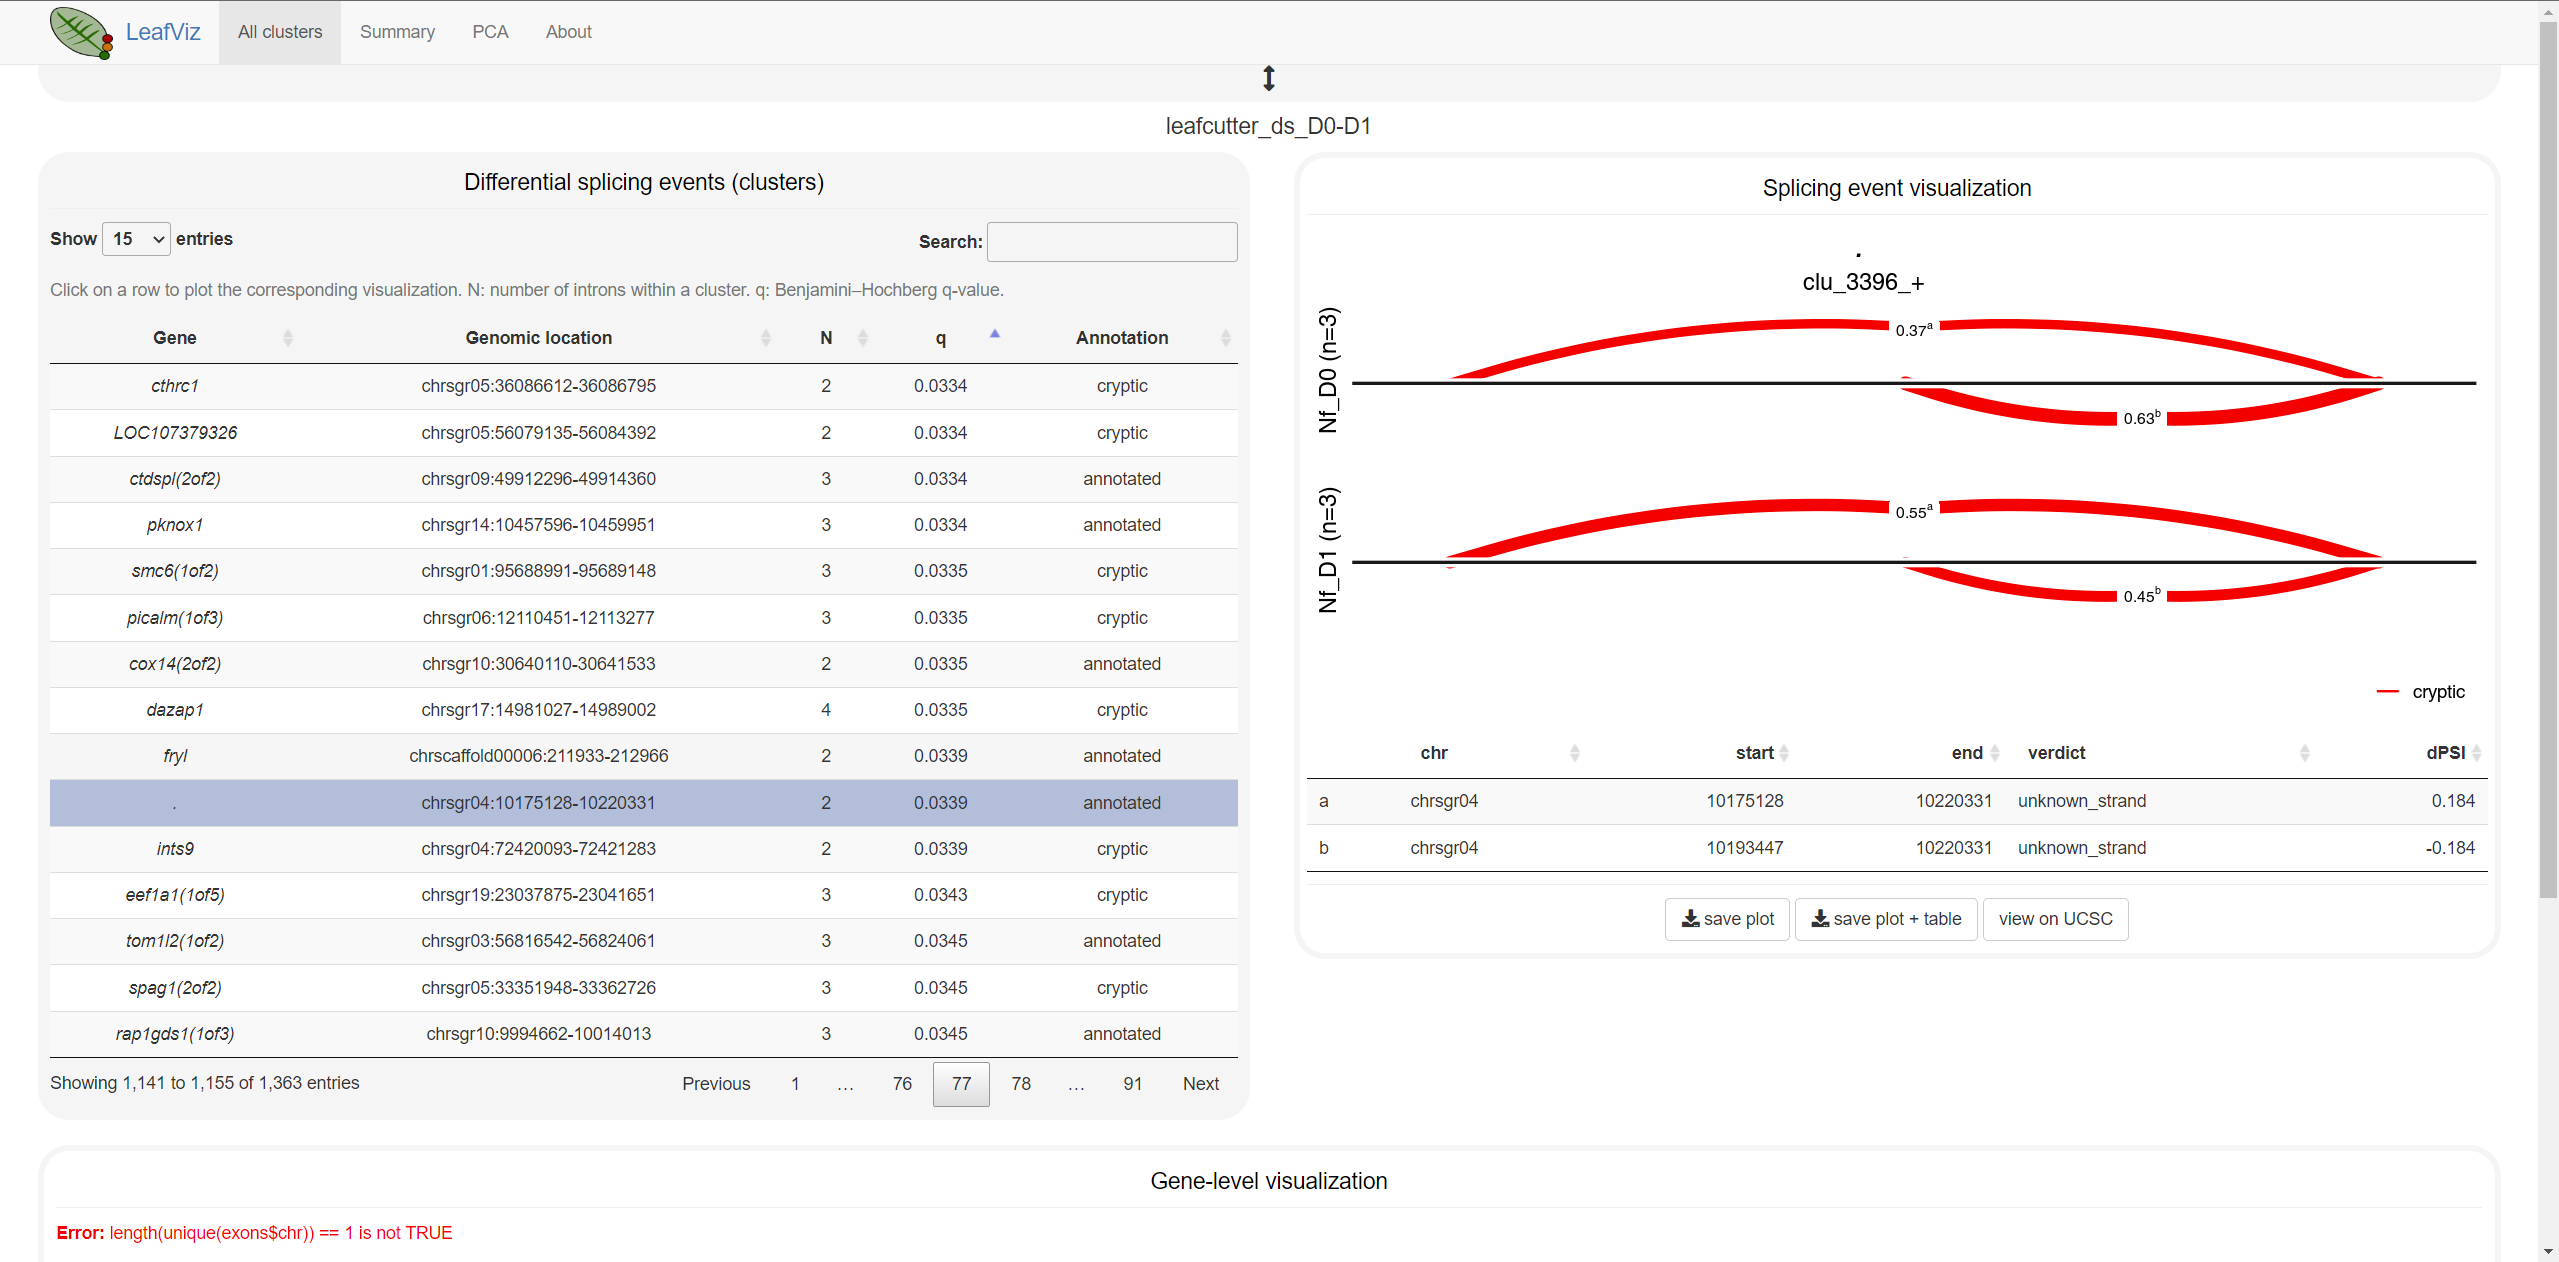 LeafViz All clusters Summary PCA About
leafcutter_ds_D0-D1
Differential splicing events (clusters)
Show 15 entries Search:
Click on a row to plot the corresponding visualization. N: number of introns within a cluster. q: Benjamini–Hochberg q-value.
Gene Genomic location N q Annotation
cthrc1 chrsgr05:36086612-36086795 2 0.0334 cryptic
LOC107379326 chrsgr05:56079135-56084392 2 0.0334 cryptic
ctdspl(2of2) chrsgr09:49912296-49914360 3 0.0334 annotated
pknox1 chrsgr14:10457596-10459951 3 0.0334 annotated
smc6(1of2) chrsgr01:95688991-95689148 3 0.0335 cryptic
picalm(1of3) chrsgr06:12110451-12113277 3 0.0335 cryptic
cox14(2of2) chrsgr10:30640110-30641533 2 0.0335 annotated
dazap1 chrsgr17:14981027-14989002 4 0.0335 cryptic
fryl chrscaffold00006:211933-212966 2 0.0339 annotated
. chrsgr04:10175128-10220331 2 0.0339 annotated
ints9 chrsgr04:72420093-72421283 2 0.0339 cryptic
eef1a1(1of5) chrsgr19:23037875-23041651 3 0.0343 cryptic
tom1l2(1of2) chrsgr03:56816542-56824061 3 0.0345 annotated
spag1(2of2) chrsgr05:33351948-33362726 3 0.0345 cryptic
rap1gds1(1of3) chrsgr10:9994662-10014013 3 0.0345 annotated
Showing 1,141 to 1,155 of 1,363 entries Previous 1 … 76 77 78 … 91 Next
Splicing event visualization
.
clu_3396_+
Nf_D0 (n=3)
0.37a
0.63b
Nf_D1 (n=3)
0.55a
0.45b
cryptic
chr start end verdict dPSI
a chrsgr04 10175128 10220331 unknown_strand 0.184
b chrsgr04 10193447 10220331 unknown_strand -0.184
save plot save plot + table view on UCSC
Gene-level visualization
Error: length(unique(exons$chr)) == 1 is not TRUE